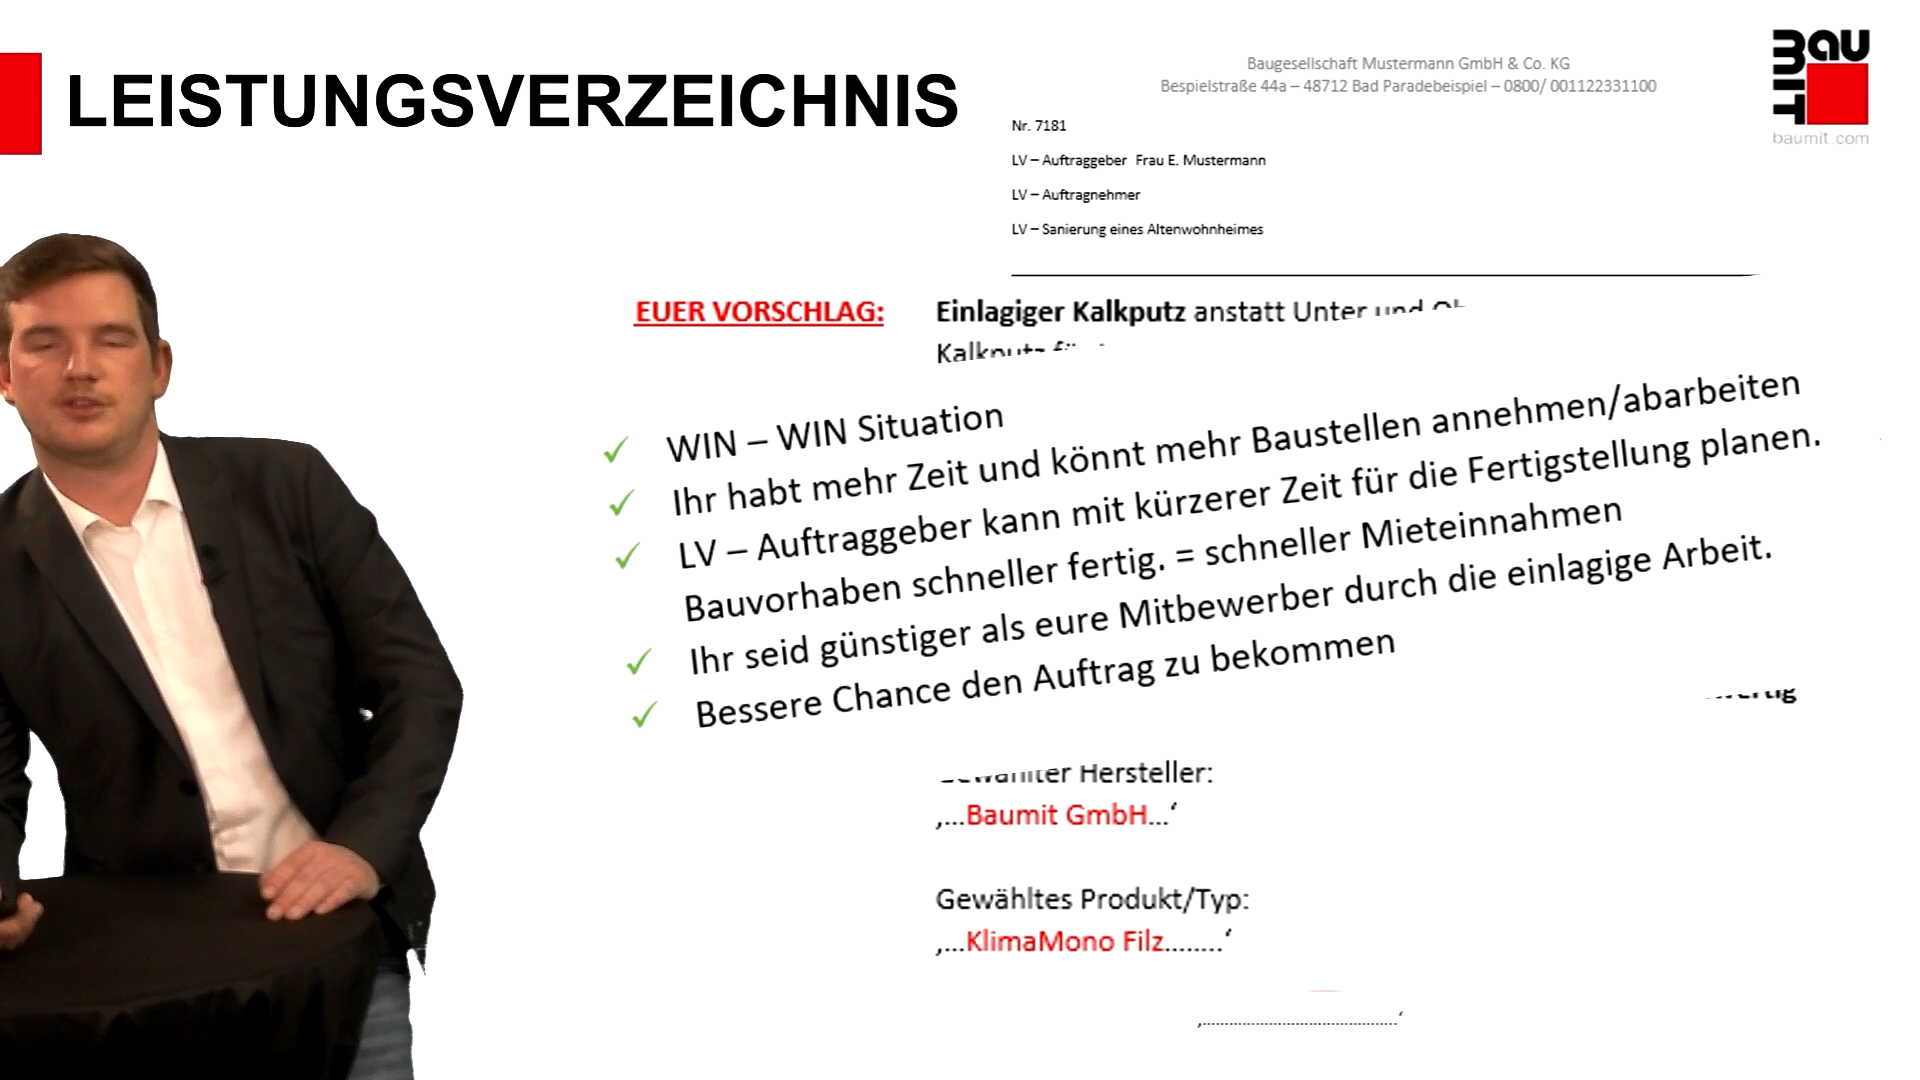 LEISTUNGSVERZEICHNIS
Baugesellschaft Mustermann GmbH & Co. KG
Bespielstraße 44a – 48712 Bad Paradebeispiel – 0800/ 001122331100
bauMIT
baumit.com
Nr. 7181
LV – Auftraggeber Frau E. Mustermann
LV – Auftragnehmer
LV – Sanierung eines Altenwohnheimes
EUER VORSCHLAG:
Einlagiger Kalkputz anstatt Unter und
WIN – WIN Situation
Ihr habt mehr Zeit und könnt mehr Baustellen annehmen/abarbeiten
LV – Auftraggeber kann mit kürzerer Zeit für die Fertigstellung planen.
Bauvorhaben schneller fertig. = schneller Mieteinnahmen
Ihr seid günstiger als eure Mitbewerber durch die einlagige Arbeit.
Bessere Chance den Auftrag zu bekommen
Hersteller:
‚...Baumit GmbH...‘
Gewähltes Produkt/Typ:
‚...KlimaMono Filz........‘